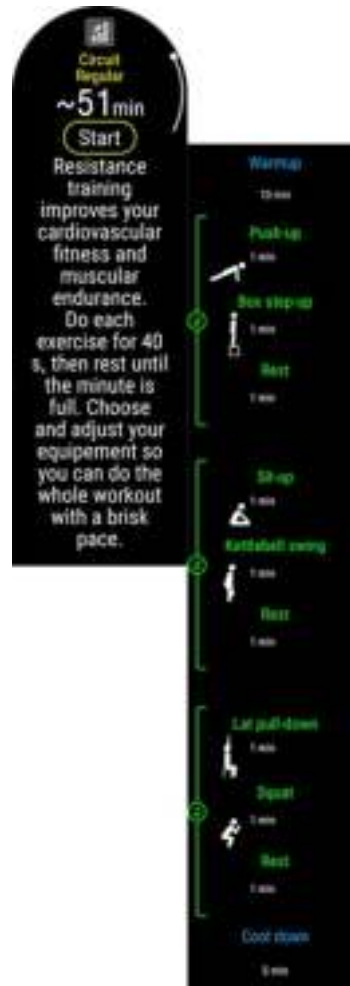 Circuit
Regular
~51min
Start
Resistance
training
improves your
cardiovascular
fitness and
muscular
endurance.
Do each
exercise for 40
s, then rest until
the minute is
full. Choose
and adjust your
equipement so
you can do the
whole workout
with a brisk
pace.
Warmup
Push-up
1 min
Box step-up
1 min
Rest
1 min
Sit-up
1 min
Kettlebell swing
1 min
Rest
1 min
Lat pull-down
1 min
Squat
1 min
Rest
1 min
Cool down
5 min